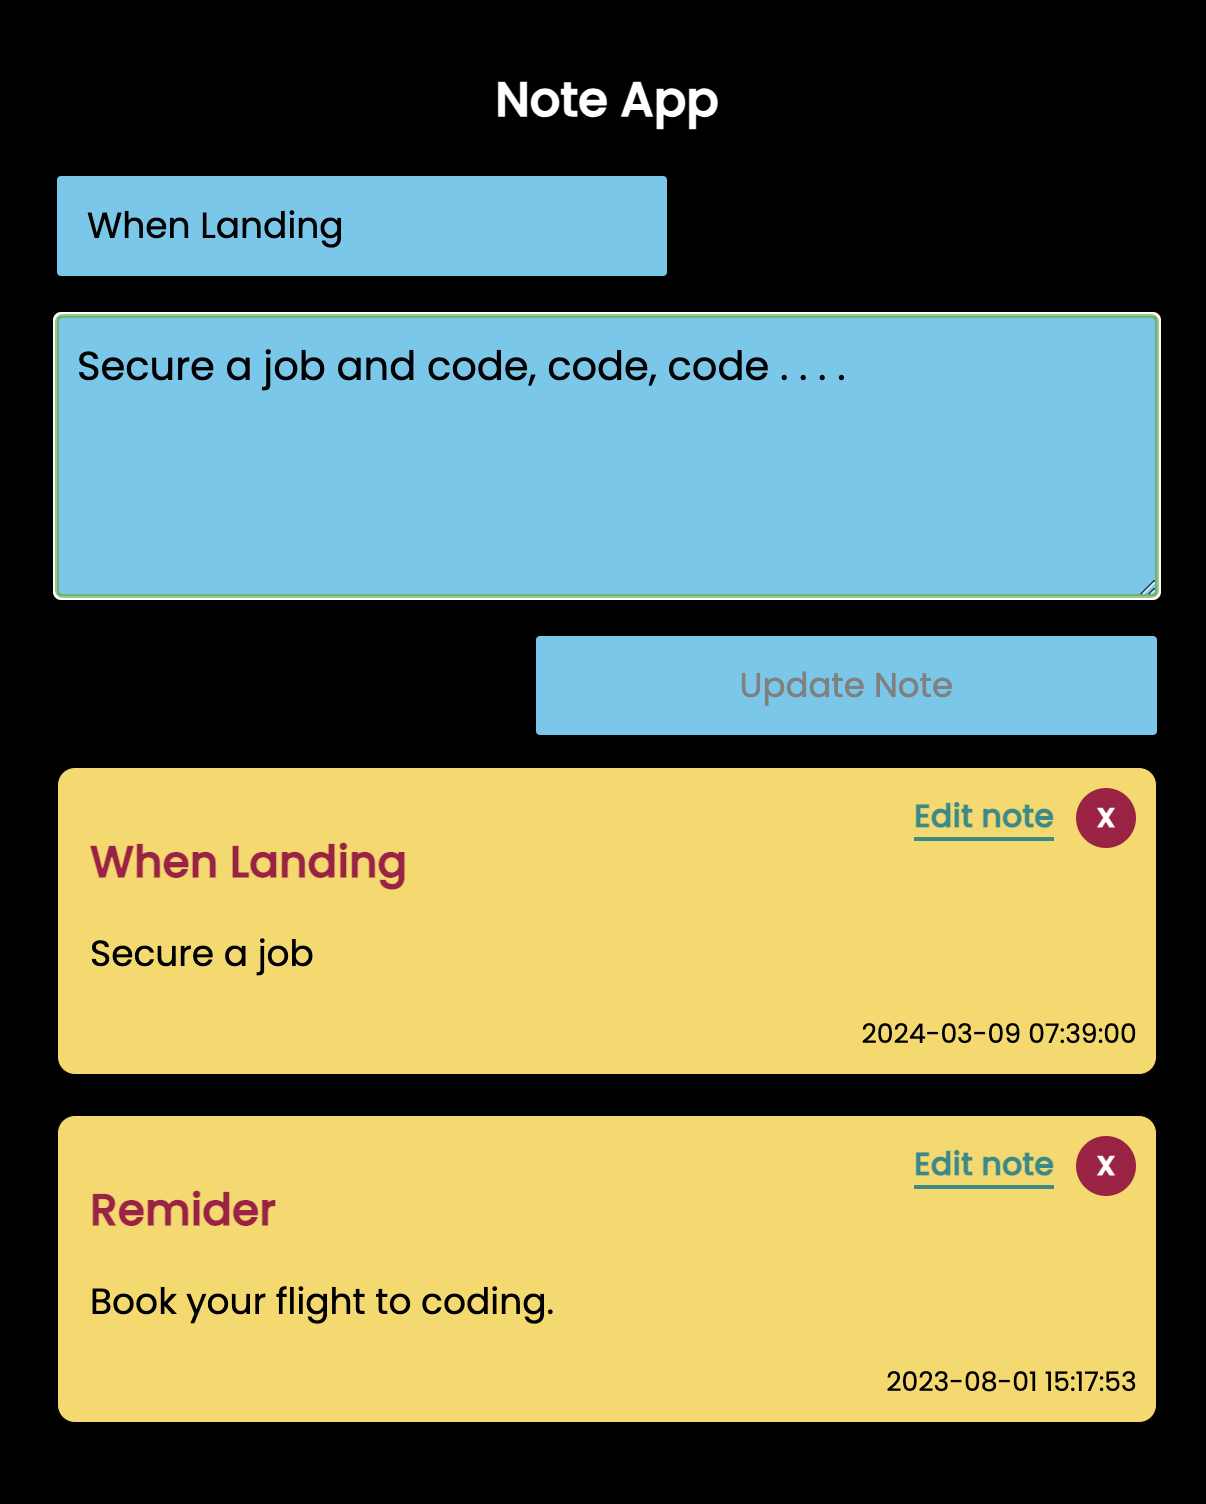 Note App
When Landing
Secure a job and code, code, code . . . .
Update Note
Edit note
X
When Landing
Secure a job
2024-03-09 07:39:00
Edit note
X
Remider
Book your flight to coding.
2023-08-01 15:17:53